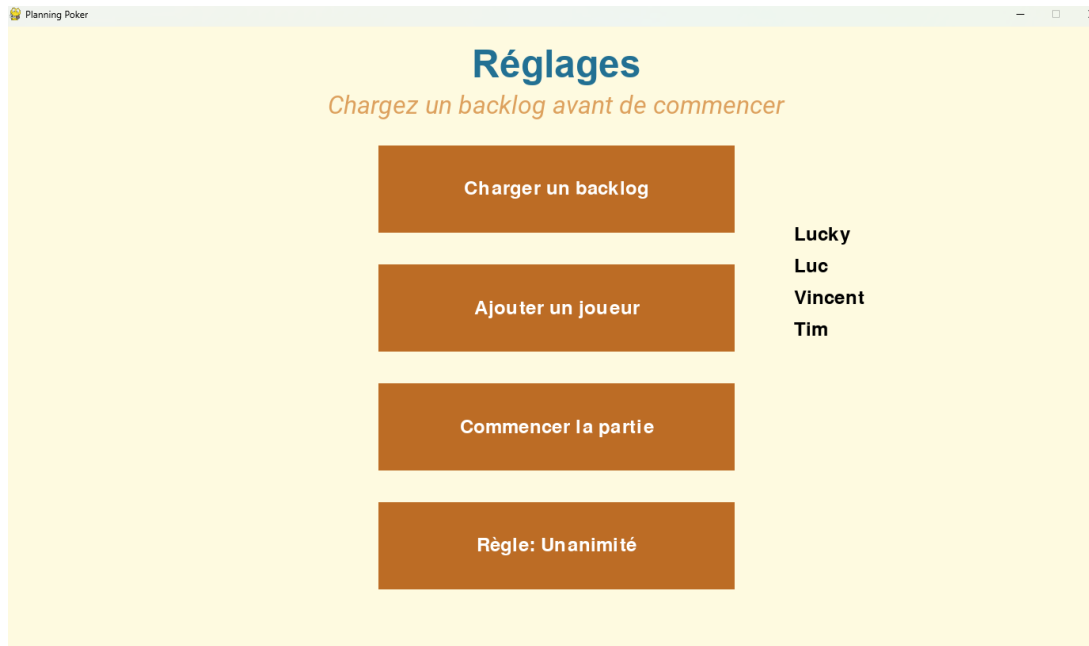 Planning Poker
Réglages
Chargez un backlog avant de commencer
Charger un backlog
Ajouter un joueur
Commencer la partie
Règle: Unanimité
Lucky
Luc
Vincent
Tim